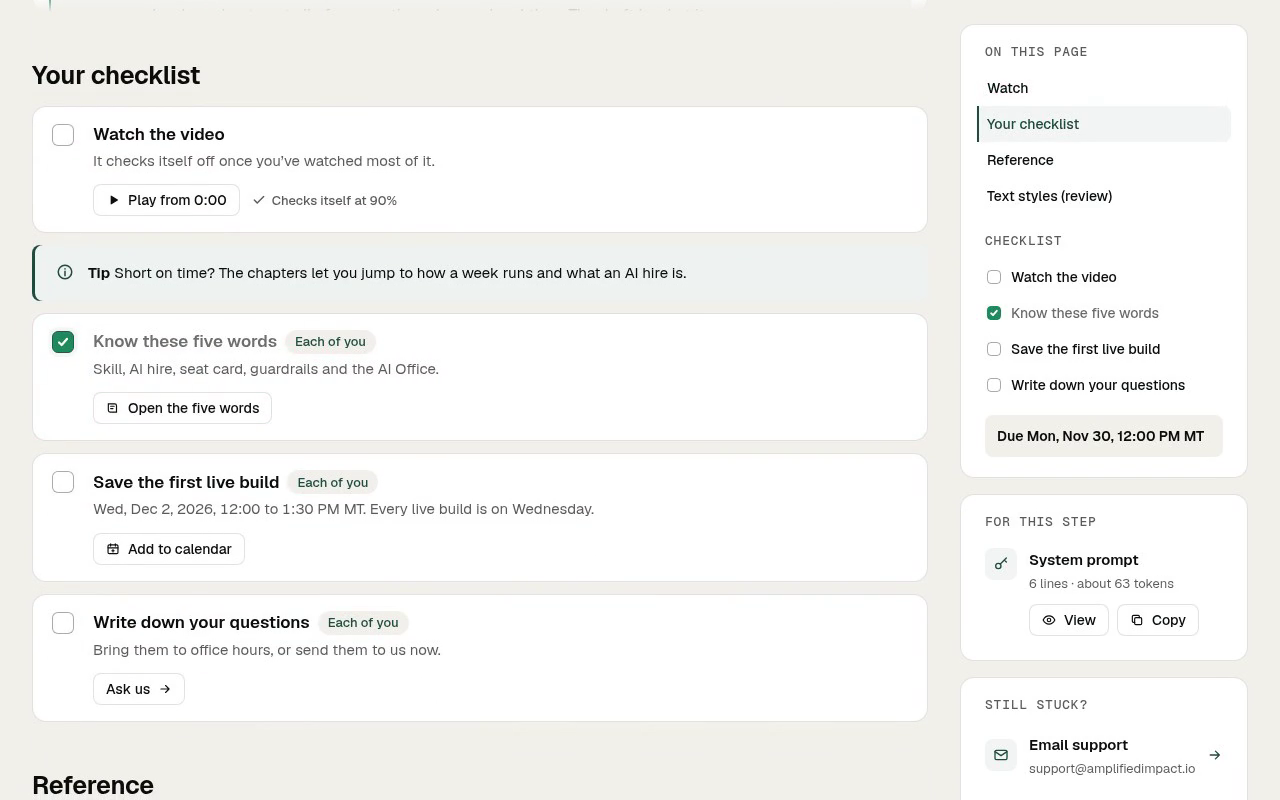 Your checklist
Watch the video
It checks itself off once you've watched most of it.
Play from 0:00
Checks itself at 90%
Tip Short on time? The chapters let you jump to how a week runs and what an AI hire is.
Know these five words
Each of you
Skill, AI hire, seat card, guardrails and the AI Office.
Open the five words
Save the first live build
Each of you
Wed, Dec 2, 2026, 12:00 to 1:30 PM MT. Every live build is on Wednesday.
Add to calendar
Write down your questions
Each of you
Bring them to office hours, or send them to us now.
Ask us
Reference
ON THIS PAGE
Watch
Your checklist
Reference
Text styles (review)
CHECKLIST
Watch the video
Know these five words
Save the first live build
Write down your questions
Due Mon, Nov 30, 12:00 PM MT
FOR THIS STEP
System prompt
6 lines · about 63 tokens
View
Copy
STILL STUCK?
Email support
support@amplifiedimpact.io